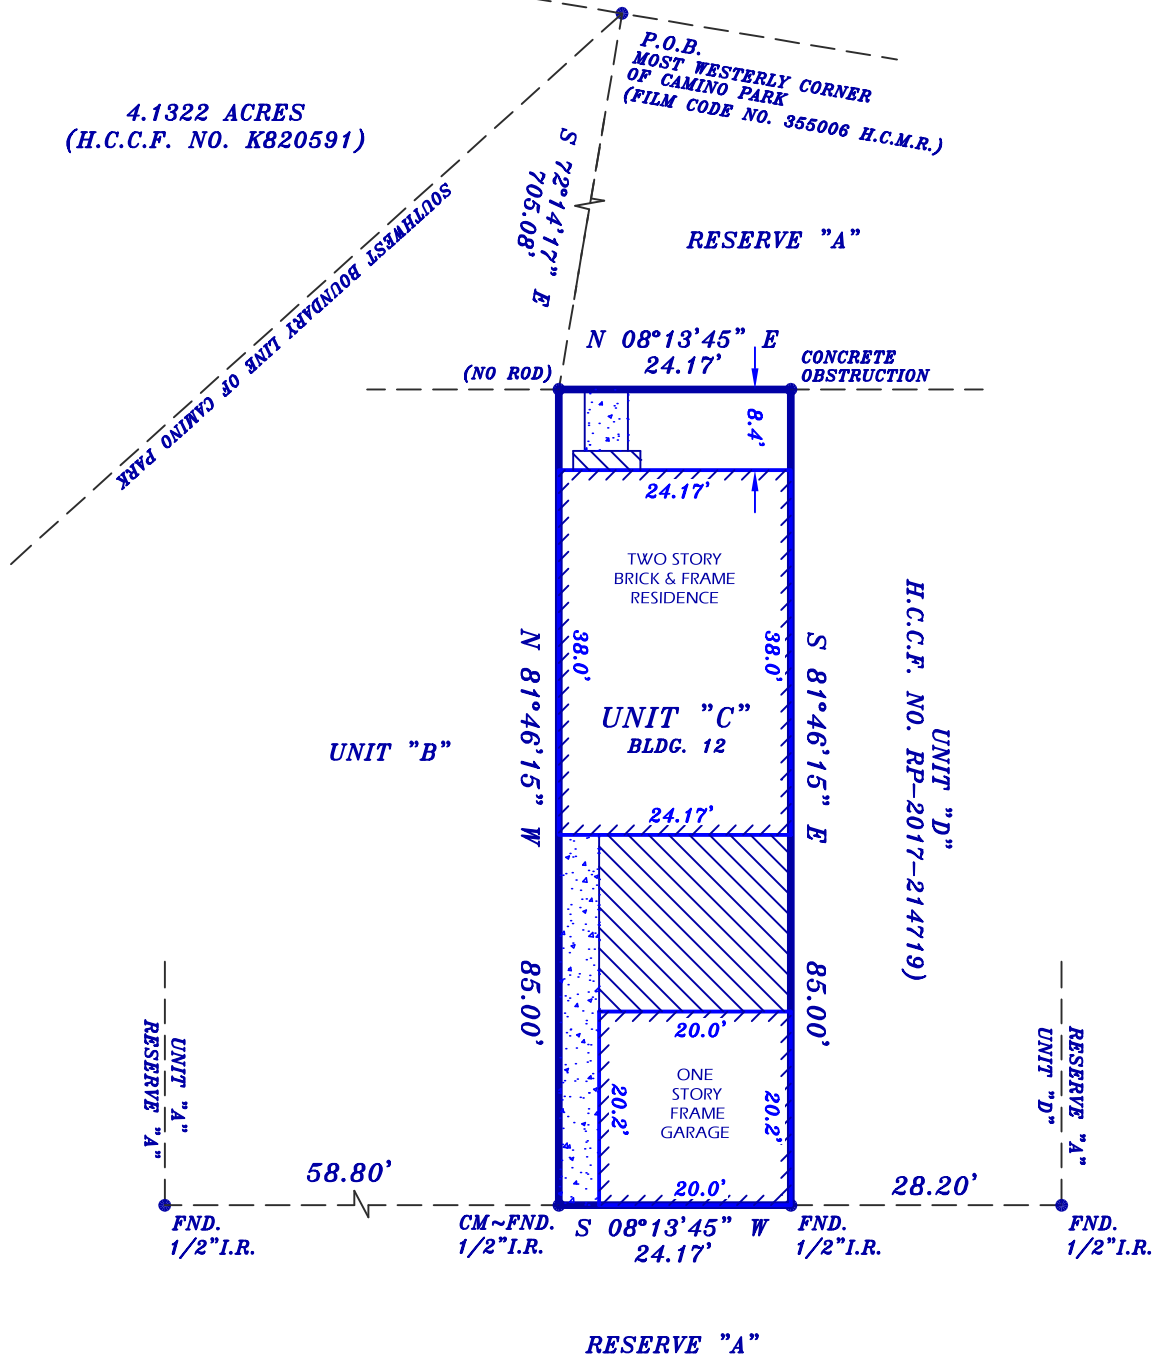 P.O.B.
MOST WESTERLY CORNER
OF CAMINO PARK
(FILM CODE NO. 355006 H.C.M.R.)
4.1322 ACRES
(H.C.C.F. NO. K820591)
SOUTHWEST BOUNDARY LINE OF CAMINO PARK
S 72°14'17" E
705.08'
RESERVE "A"
N 08°13'45" E
24.17'
(NO ROD)
CONCRETE
OBSTRUCTION
8.4'
24.17'
TWO STORY
BRICK & FRAME
RESIDENCE
38.0'
38.0'
N 81°46'15" W
85.00'
S 81°46'15" E
85.00'
UNIT "C"
BLDG. 12
UNIT "B"
UNIT "D"
H.C.C.F. NO. RP-2017-214719)
24.17'
20.0'
ONE
STORY
FRAME
GARAGE
20.2'
20.2'
20.0'
UNIT "A"
RESERVE "A"
RESERVE "A"
UNIT "D"
58.80'
28.20'
FND.
1/2"I.R.
CM~FND.
1/2"I.R.
S 08°13'45" W
24.17'
FND.
1/2"I.R.
FND.
1/2"I.R.
RESERVE "A"